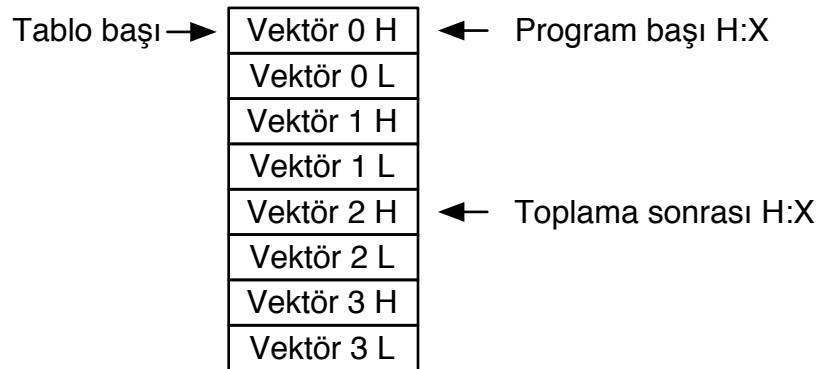 Tablo başı Vektör 0 H Program başı H:X
Vektör 0 L
Vektör 1 H
Vektör 1 L
Vektör 2 H Toplama sonrası H:X
Vektör 2 L
Vektör 3 H
Vektör 3 L